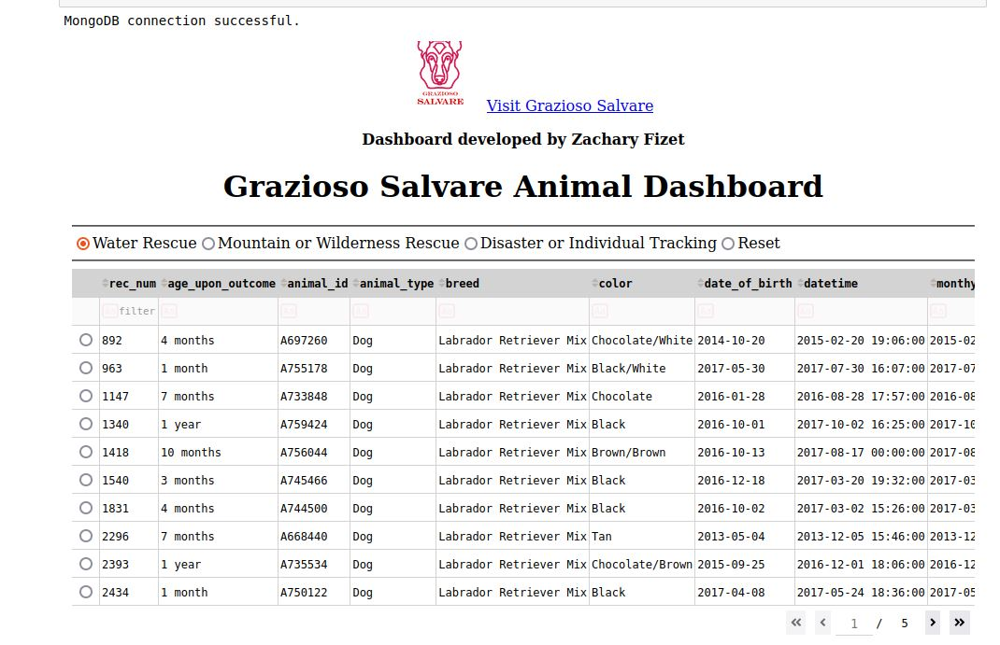 MongoDB connection successful.
GRAZIOSO
SALVARE
Visit Grazioso Salvare
Dashboard developed by Zachary Fizet
Grazioso Salvare Animal Dashboard
Water Rescue Mountain or Wilderness Rescue Disaster or Individual Tracking Reset
rec_num age_upon_outcome animal_id animal_type breed color date_of_birth datetime monthy
Aa filter Aa Aa Aa Aa Aa Aa Aa Aa
892 4 months A697260 Dog Labrador Retriever Mix Chocolate/White 2014-10-20 2015-02-20 19:06:00 2015-02
963 1 month A755178 Dog Labrador Retriever Mix Black/White 2017-05-30 2017-07-30 16:07:00 2017-07
1147 7 months A733848 Dog Labrador Retriever Mix Chocolate 2016-01-28 2016-08-28 17:57:00 2016-08
1340 1 year A759424 Dog Labrador Retriever Mix Black 2016-10-01 2017-10-02 16:25:00 2017-10
1418 10 months A756044 Dog Labrador Retriever Mix Brown/Brown 2016-10-13 2017-08-17 00:00:00 2017-08
1540 3 months A745466 Dog Labrador Retriever Mix Black 2016-12-18 2017-03-20 19:32:00 2017-03
1831 4 months A744500 Dog Labrador Retriever Mix Black 2016-10-02 2017-03-02 15:26:00 2017-03
2296 7 months A668440 Dog Labrador Retriever Mix Tan 2013-05-04 2013-12-05 15:46:00 2013-12
2393 1 year A735534 Dog Labrador Retriever Mix Chocolate/Brown 2015-09-25 2016-12-01 18:06:00 2016-12
2434 1 month A750122 Dog Labrador Retriever Mix Black 2017-04-08 2017-05-24 18:36:00 2017-05
1 / 5